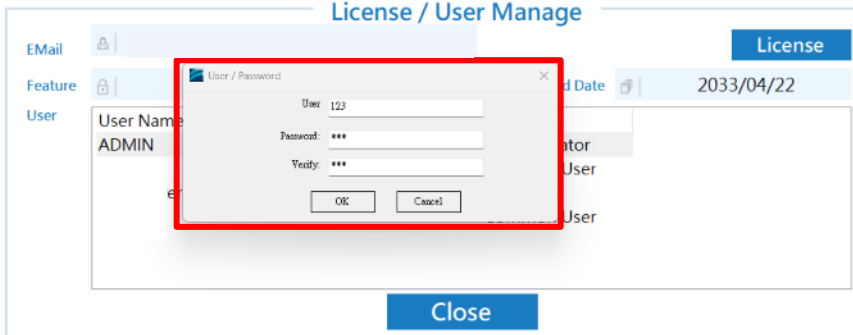 License / User Manage
EMail
License
User / Password
Feature
d Date
2033/04/22
User 123
User
User Name
Password: ***
ADMIN
ator
Verify: ***
User
er
OK
Cancel
User
Close